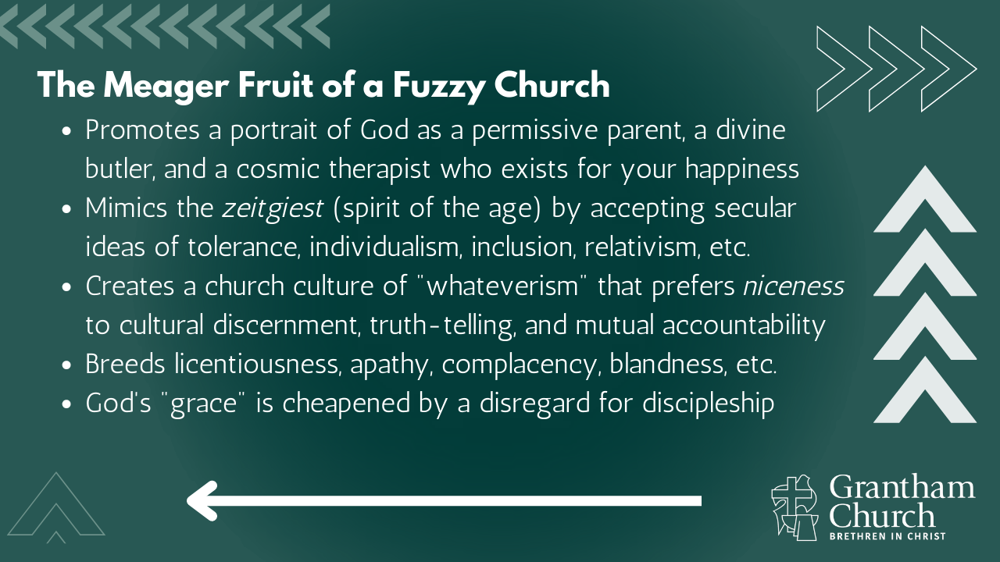 The Meager Fruit of a Fuzzy Church
• Promotes a portrait of God as a permissive parent, a divine
butler, and a cosmic therapist who exists for your happiness
• Mimics the zeitgiest (spirit of the age) by accepting secular
ideas of tolerance, individualism, inclusion, relativism, etc.
• Creates a church culture of "whateverism" that prefers niceness
to cultural discernment, truth-telling, and mutual accountability
• Breeds licentiousness, apathy, complacency, blandness, etc.
• God's "grace" is cheapened by a disregard for discipleship
Grantham
Church
BRETHREN IN CHRIST